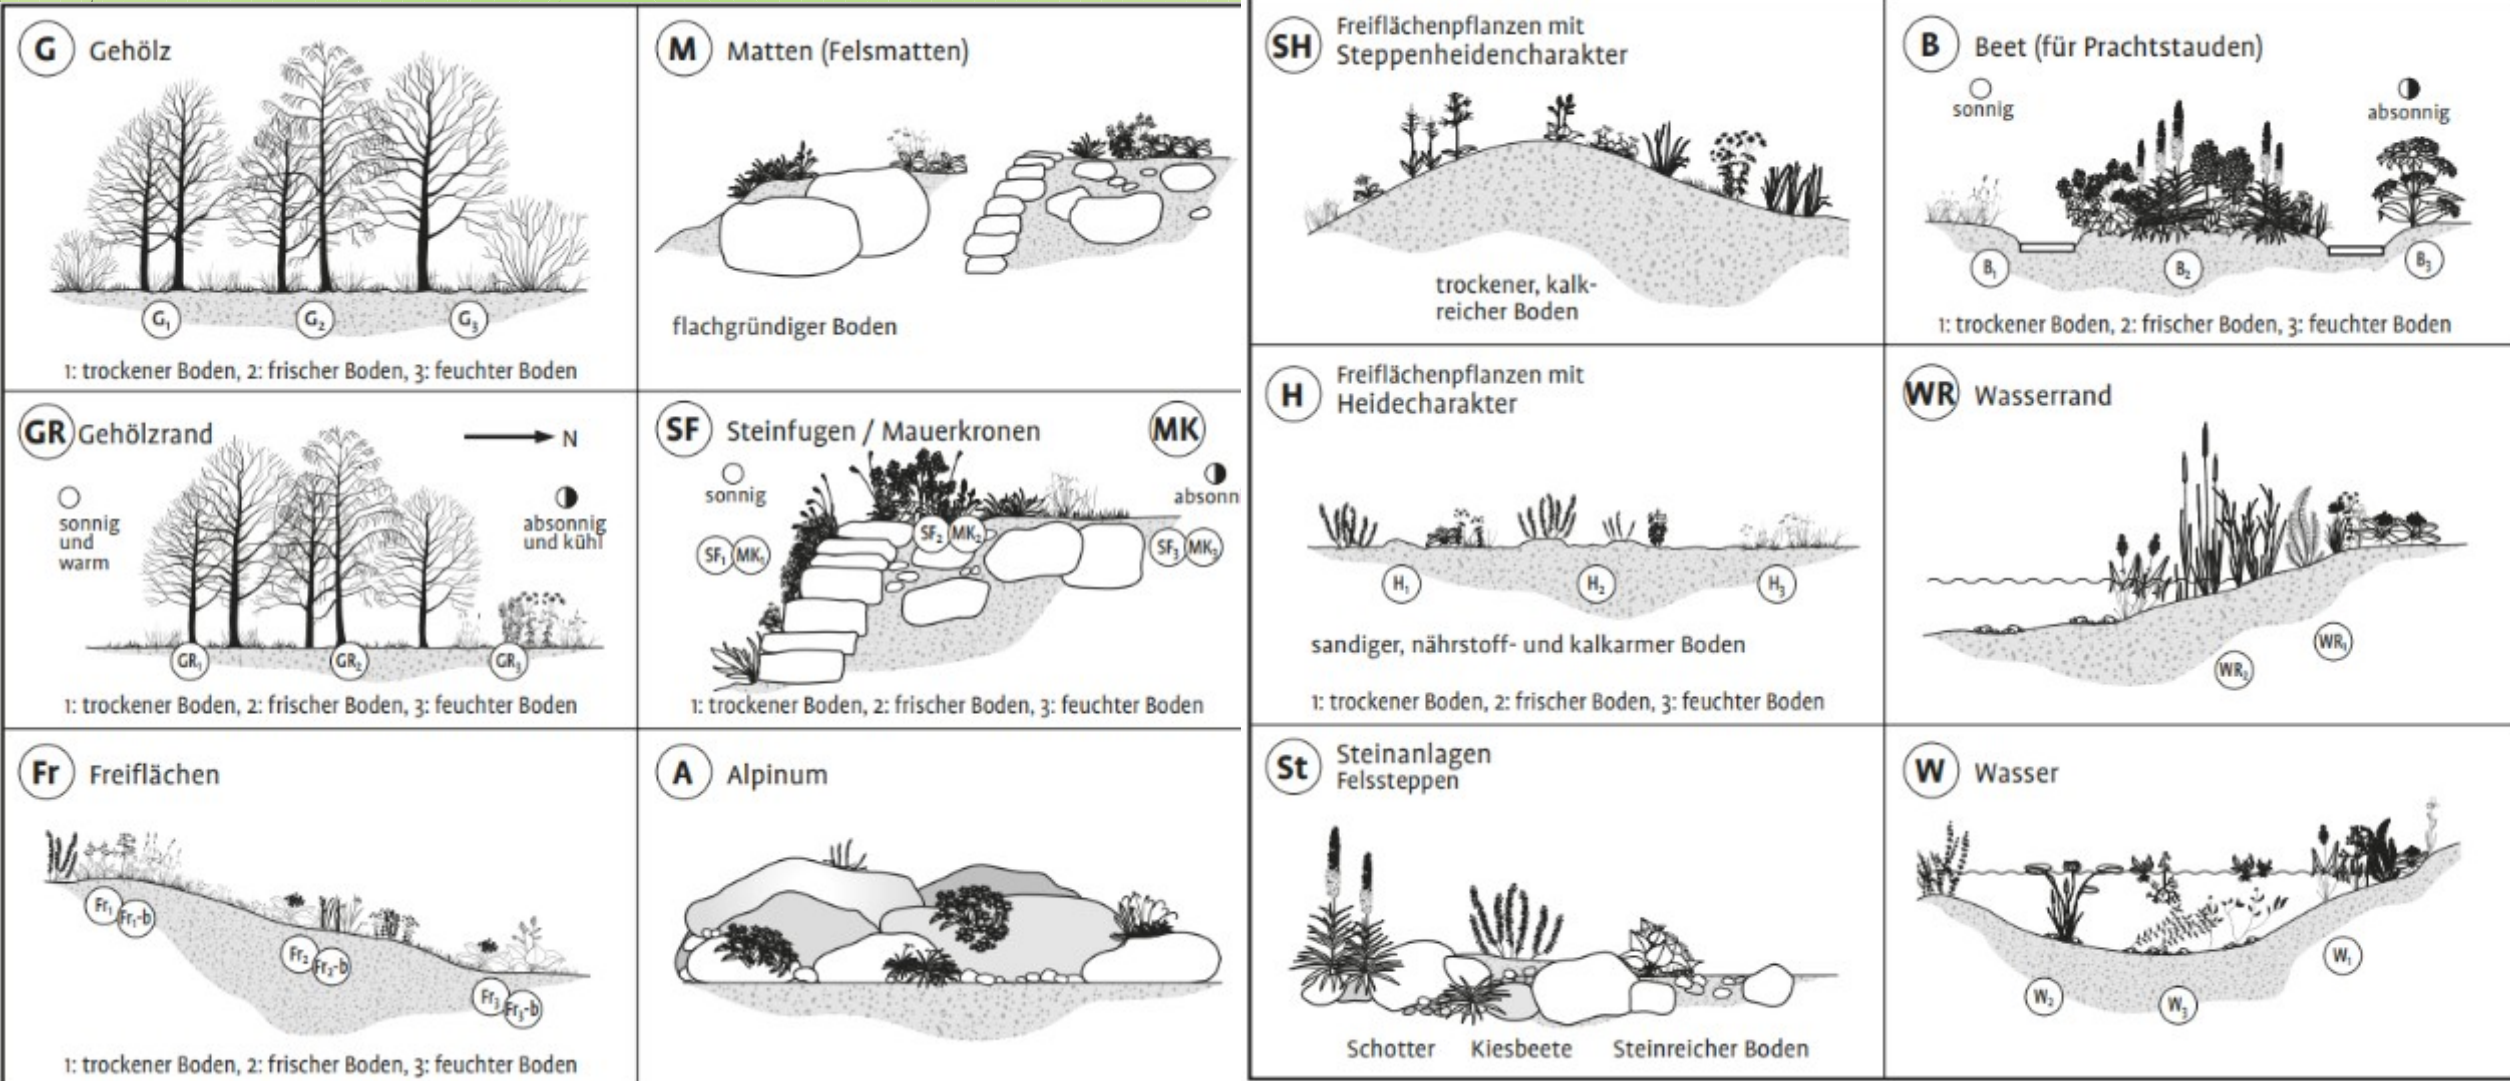 G Gehölz
G₁ G₂ G₃
1: trockener Boden, 2: frischer Boden, 3: feuchter Boden
M Matten (Felsmatten)
flachgründiger Boden
GR Gehölzrand
N
sonnig
und
warm
absonnig
und kühl
GR₁ GR₂ GR₃
1: trockener Boden, 2: frischer Boden, 3: feuchter Boden
SF Steinfugen / Mauerkronen MK
sonnig
absonn
SF₁ MK₁ SF₂ MK₂ SF₃ MK₃
1: trockener Boden, 2: frischer Boden, 3: feuchter Boden
Fr Freiflächen
Fr₁ Fr₁-b
Fr₂ Fr₂-b
Fr₃ Fr₃-b
1: trockener Boden, 2: frischer Boden, 3: feuchter Boden
A Alpinum
SH Freiflächenpflanzen mit
Steppenheidencharakter
trockener, kalk-
reicher Boden
B Beet (für Prachtstauden)
sonnig
absonnig
B₁ B₂ B₃
1: trockener Boden, 2: frischer Boden, 3: feuchter Boden
H Freiflächenpflanzen mit
Heidecharakter
H₁ H₂ H₃
sandiger, nährstoff- und kalkarmer Boden
1: trockener Boden, 2: frischer Boden, 3: feuchter Boden
WR Wasserrand
WR₁
WR₂
St Steinanlagen
Felssteppen
Schotter Kiesbeete Steinreicher Boden
W Wasser
W₁
W₂ W₃